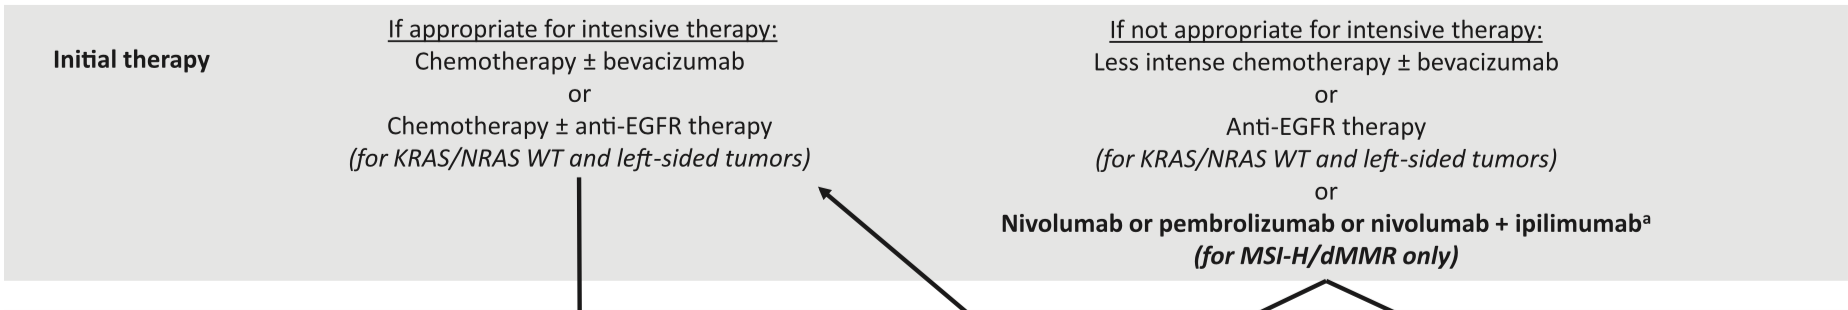 Initial therapy
If appropriate for intensive therapy:
Chemotherapy ± bevacizumab
or
Chemotherapy ± anti-EGFR therapy
(for KRAS/NRAS WT and left-sided tumors)
If not appropriate for intensive therapy:
Less intense chemotherapy ± bevacizumab
or
Anti-EGFR therapy
(for KRAS/NRAS WT and left-sided tumors)
or
Nivolumab or pembrolizumab or nivolumab + ipilimumabᵃ
(for MSI-H/dMMR only)